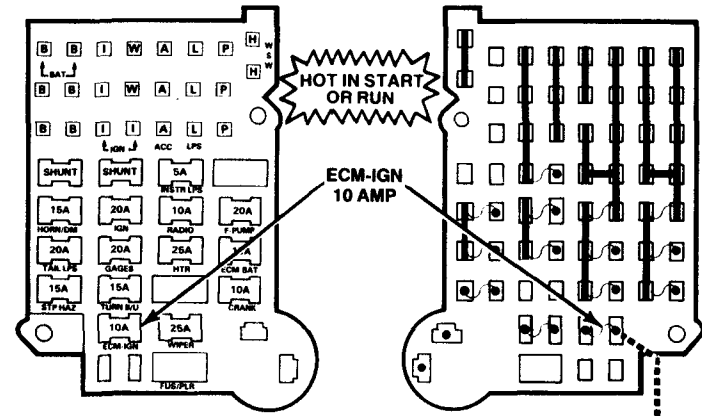 B B I W A L P H
BAT. W S W
H
HOT IN START
OR RUN
B B I W A L P
B B I I A L P
IGN ACC LPS
SHUNT SHUNT 5A
INSTR LPS
ECM-IGN
10 AMP
15A 20A 10A 20A
HORN/DM IGN RADIO F PUMP
20A 20A 25A
TAIL LPS GAGES HTR ECM BAT
15A 15A 10A
STP HAZ TURN B/U CRANK
10A 25A
ECM-IGN WIPER
FUS/PLR